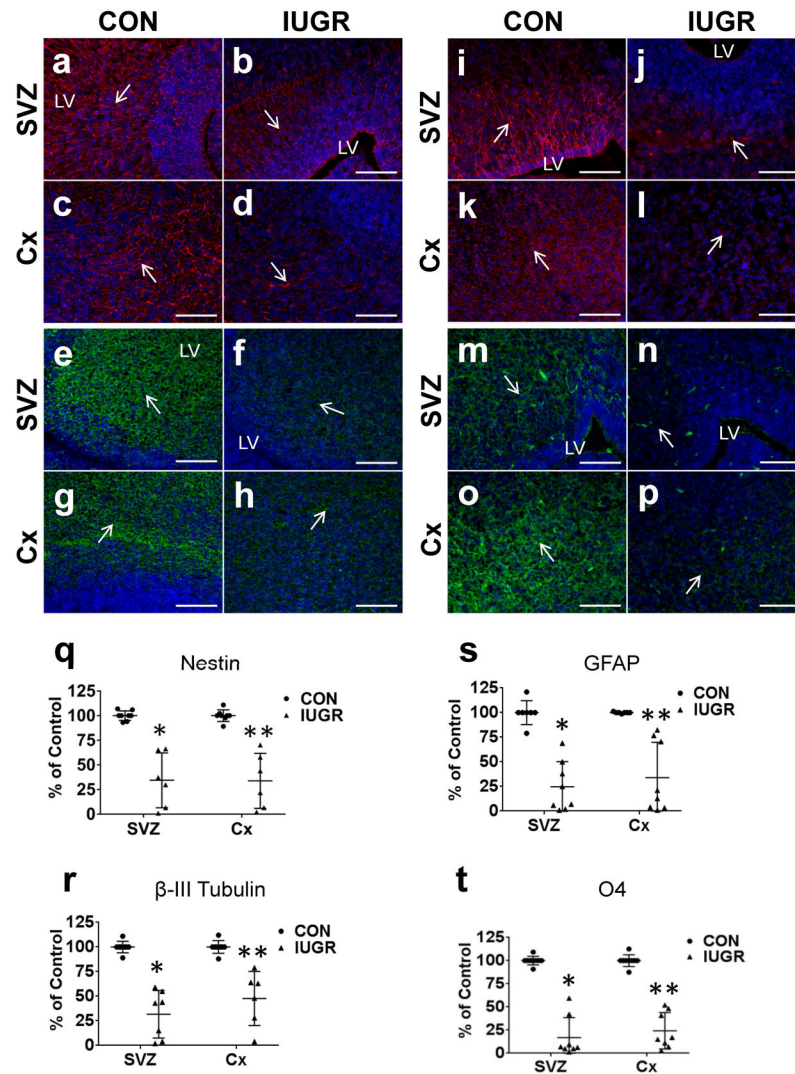 CON IUGR CON IUGR
SVZ a b i j
LV LV LV LV
Cx c d k l
SVZ e f m n
LV LV LV LV
Cx g h o p
q Nestin
125
100
75
50
25
0
% of Control
* **
CON
IUGR
SVZ Cx
s GFAP
125
100
75
50
25
0
% of Control
* **
CON
IUGR
SVZ Cx
r β-III Tubulin
125
100
75
50
25
0
% of Control
* **
CON
IUGR
SVZ Cx
t O4
125
100
75
50
25
0
% of Control
* **
CON
IUGR
SVZ Cx